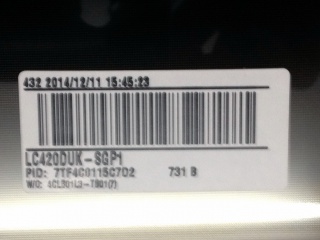 432 2014/12/11 15:45:23
LC420DUK-SGP1
PID: 7TF4C0115C702 731 B
W/O: